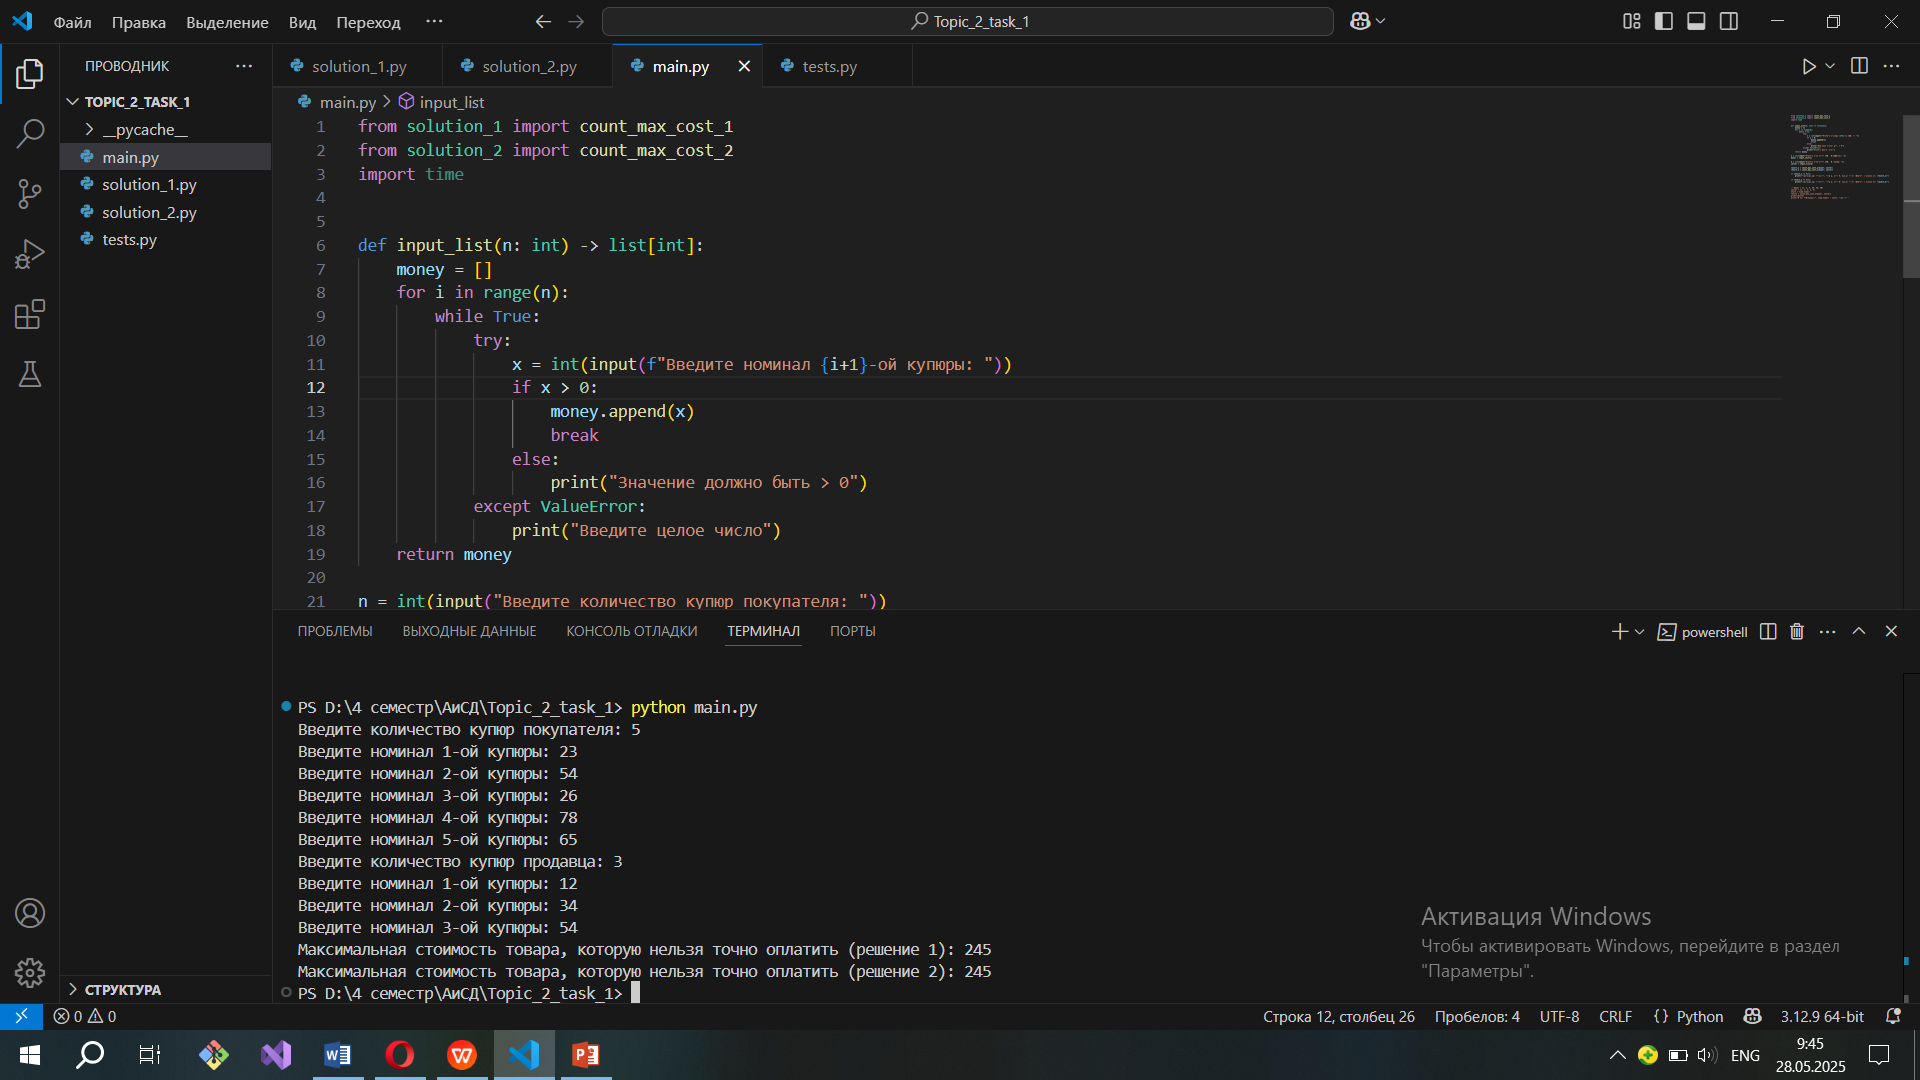 Файл Правка Выделение Вид Переход ··· Topic_2_task_1
ПРОВОДНИК ···
TOPIC_2_TASK_1
__pycache__
main.py
solution_1.py
solution_2.py
tests.py
СТРУКТУРА
solution_1.py solution_2.py main.py tests.py
main.py > input_list
1 from solution_1 import count_max_cost_1
2 from solution_2 import count_max_cost_2
3 import time
4
5
6 def input_list(n: int) -> list[int]:
7 money = []
8 for i in range(n):
9 while True:
10 try:
11 x = int(input(f"Введите номинал {i+1}-ой купюры: "))
12 if x > 0:
13 money.append(x)
14 break
15 else:
16 print("Значение должно быть > 0")
17 except ValueError:
18 print("Введите целое число")
19 return money
20
21 n = int(input("Введите количество купюр покупателя: "))
ПРОБЛЕМЫ ВЫХОДНЫЕ ДАННЫЕ КОНСОЛЬ ОТЛАДКИ ТЕРМИНАЛ ПОРТЫ
powershell
PS D:\4 семестр\АиСД\Topic_2_task_1> python main.py
Введите количество купюр покупателя: 5
Введите номинал 1-ой купюры: 23
Введите номинал 2-ой купюры: 54
Введите номинал 3-ой купюры: 26
Введите номинал 4-ой купюры: 78
Введите номинал 5-ой купюры: 65
Введите количество купюр продавца: 3
Введите номинал 1-ой купюры: 12
Введите номинал 2-ой купюры: 34
Введите номинал 3-ой купюры: 54
Максимальная стоимость товара, которую нельзя точно оплатить (решение 1): 245
Максимальная стоимость товара, которую нельзя точно оплатить (решение 2): 245
PS D:\4 семестр\АиСД\Topic_2_task_1>
Активация Windows
Чтобы активировать Windows, перейдите в раздел
"Параметры".
0 0 Строка 12, столбец 26 Пробелов: 4 UTF-8 CRLF {} Python 3.12.9 64-bit
ENG
9:45
28.05.2025